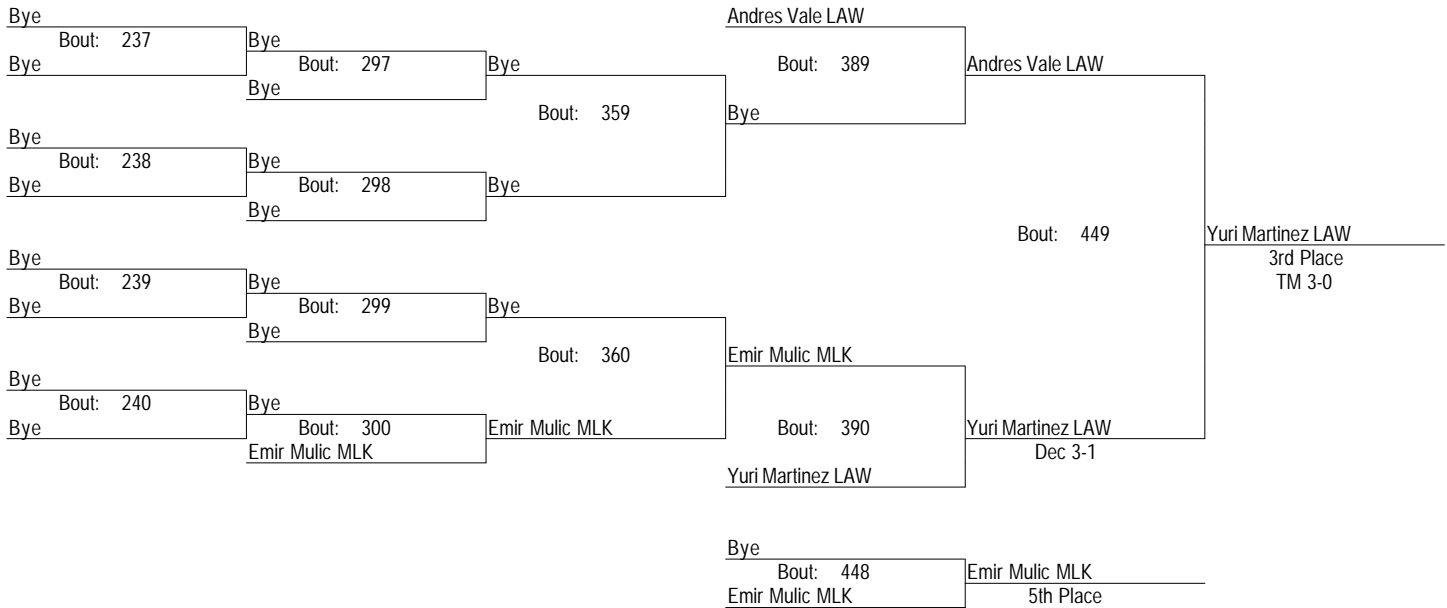 Bye
Andres Vale LAW
Bout: 237
Bye
Bye
Bout: 297
Bye
Bout: 389
Andres Vale LAW
Bye
Bout: 359
Bye
Bye
Bout: 238
Bye
Bye
Bout: 298
Bye
Bye
Bout: 449
Yuri Martinez LAW
3rd Place
TM 3-0
Bye
Bout: 239
Bye
Bye
Bout: 299
Bye
Bye
Bout: 360
Emir Mulic MLK
Bye
Bout: 240
Bye
Bye
Bout: 300
Emir Mulic MLK
Bout: 390
Yuri Martinez LAW
Emir Mulic MLK
Dec 3-1
Yuri Martinez LAW
Bye
Bout: 448
Emir Mulic MLK
Emir Mulic MLK
5th Place